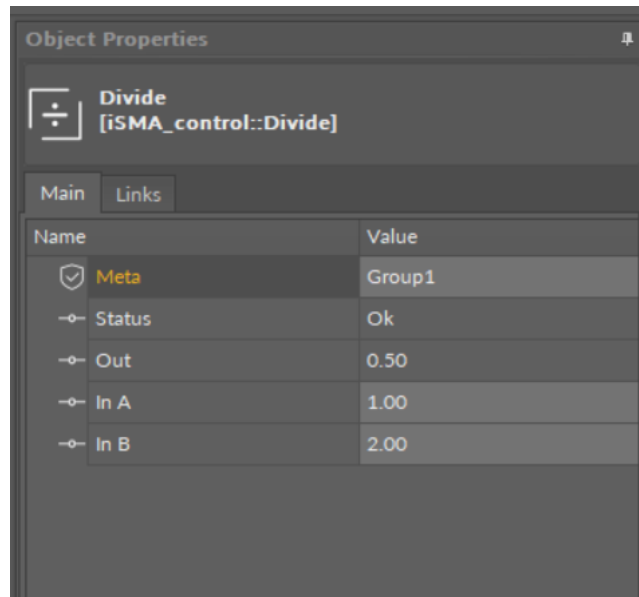 Object Properties
Divide
[iSMA_control::Divide]
Main Links
Name Value
Meta Group1
Status Ok
Out 0.50
In A 1.00
In B 2.00